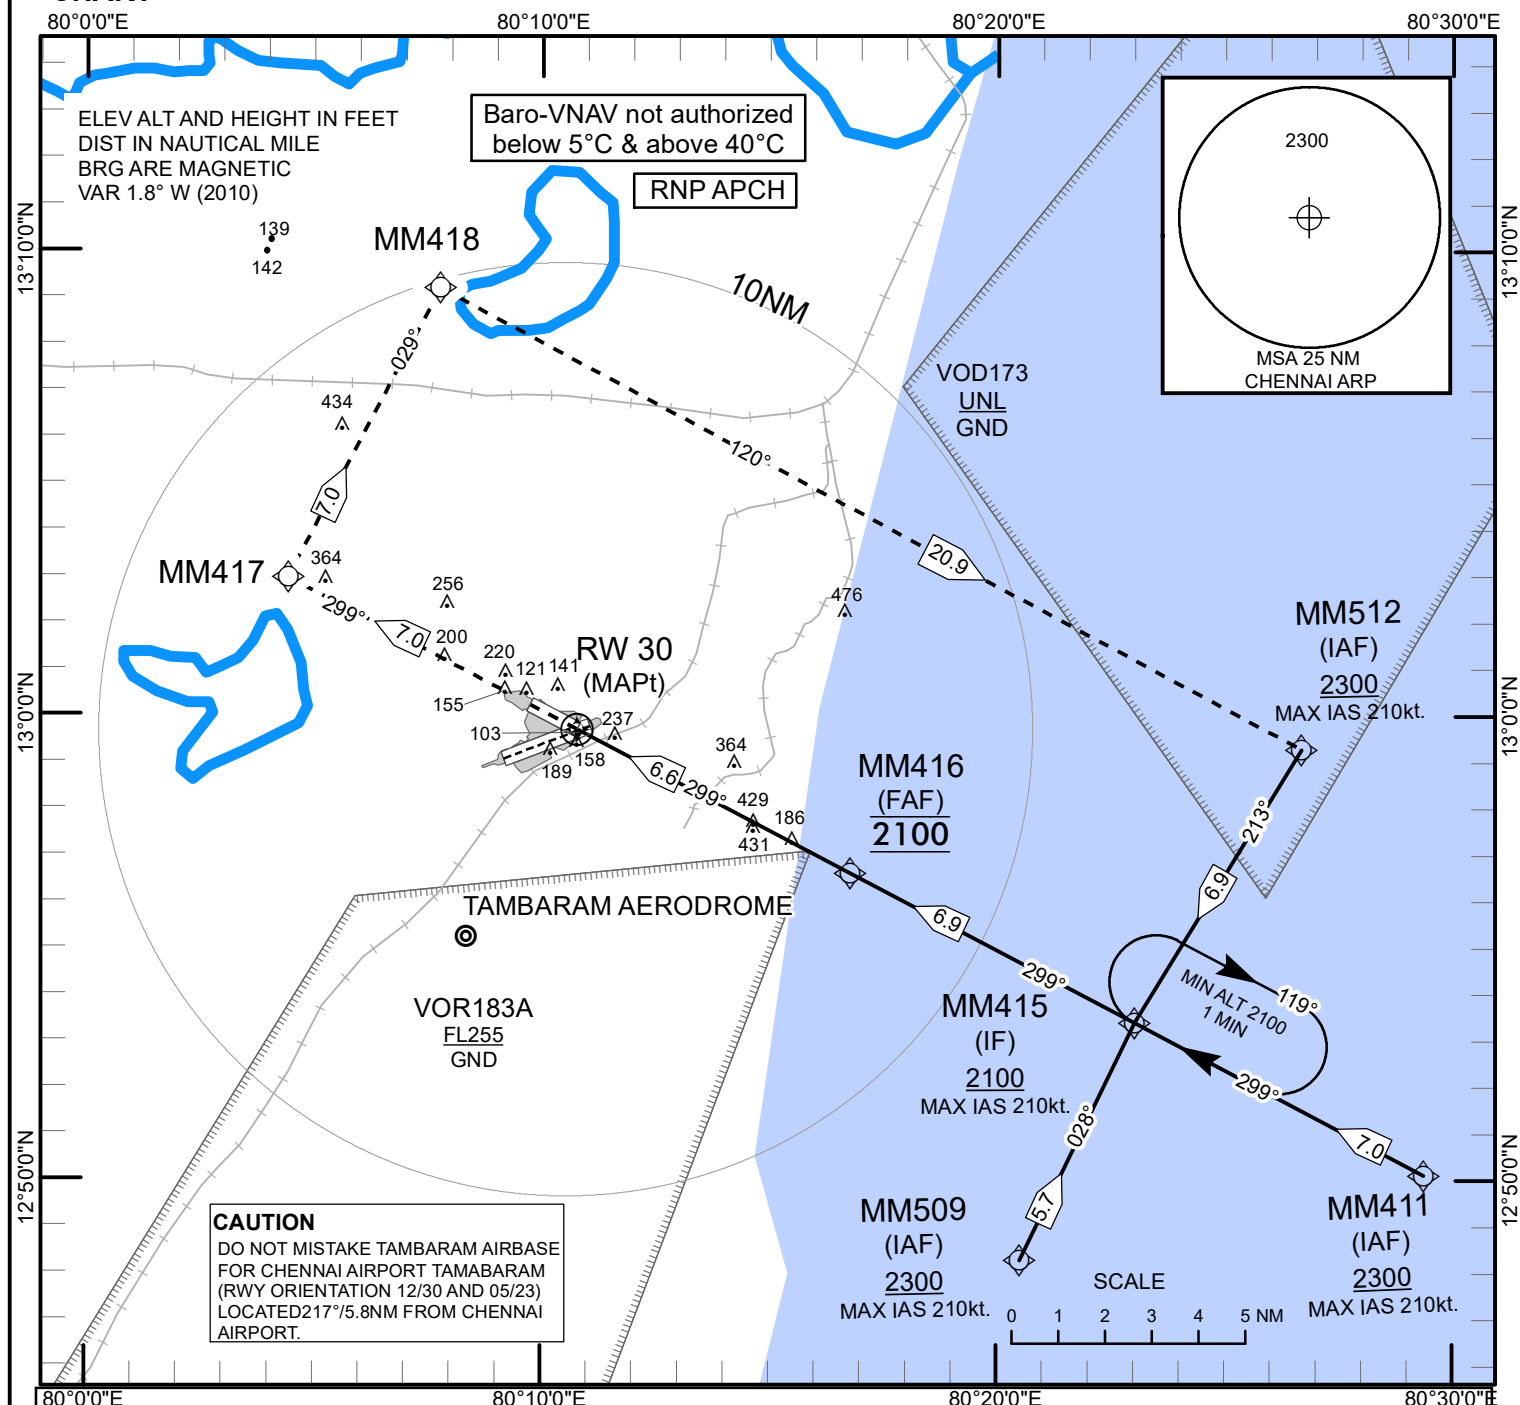 80°0'0"E
80°10'0"E
80°20'0"E
80°30'0"E
ELEV ALT AND HEIGHT IN FEET
DIST IN NAUTICAL MILE
BRG ARE MAGNETIC
VAR 1.8° W (2010)
Baro-VNAV not authorized
below 5°C & above 40°C
RNP APCH
2300
MSA 25 NM
CHENNAI ARP
13°10'0"N
13°10'0"N
139
142
MM418
10NM
029°
VOD173
UNL
GND
434
120°
7.0
20.9
MM417
364
256
476
299°
7.0
200
220
121
141
RW 30
(MAPt)
MM512
(IAF)
2300
MAX IAS 210kt.
155
13°0'0"N
13°0'0"N
103
237
158
189
364
6.6
299°
MM416
(FAF)
2100
429
431
186
213°
6.9
TAMBARAM AERODROME
6.9
299°
MIN ALT 2100
1 MIN
119°
VOR183A
FL255
GND
MM415
(IF)
2100
MAX IAS 210kt.
299°
028°
7.0
12°50'0"N
12°50'0"N
5.7
MM509
(IAF)
2300
MAX IAS 210kt.
MM411
(IAF)
2300
MAX IAS 210kt.
CAUTION
DO NOT MISTAKE TAMBARAM AIRBASE
FOR CHENNAI AIRPORT TAMABARAM
(RWY ORIENTATION 12/30 AND 05/23)
LOCATED217°/5.8NM FROM CHENNAI
AIRPORT.
SCALE
0 1 2 3 4 5 NM
80°0'0"E
80°10'0"E
80°20'0"E
80°30'0"E